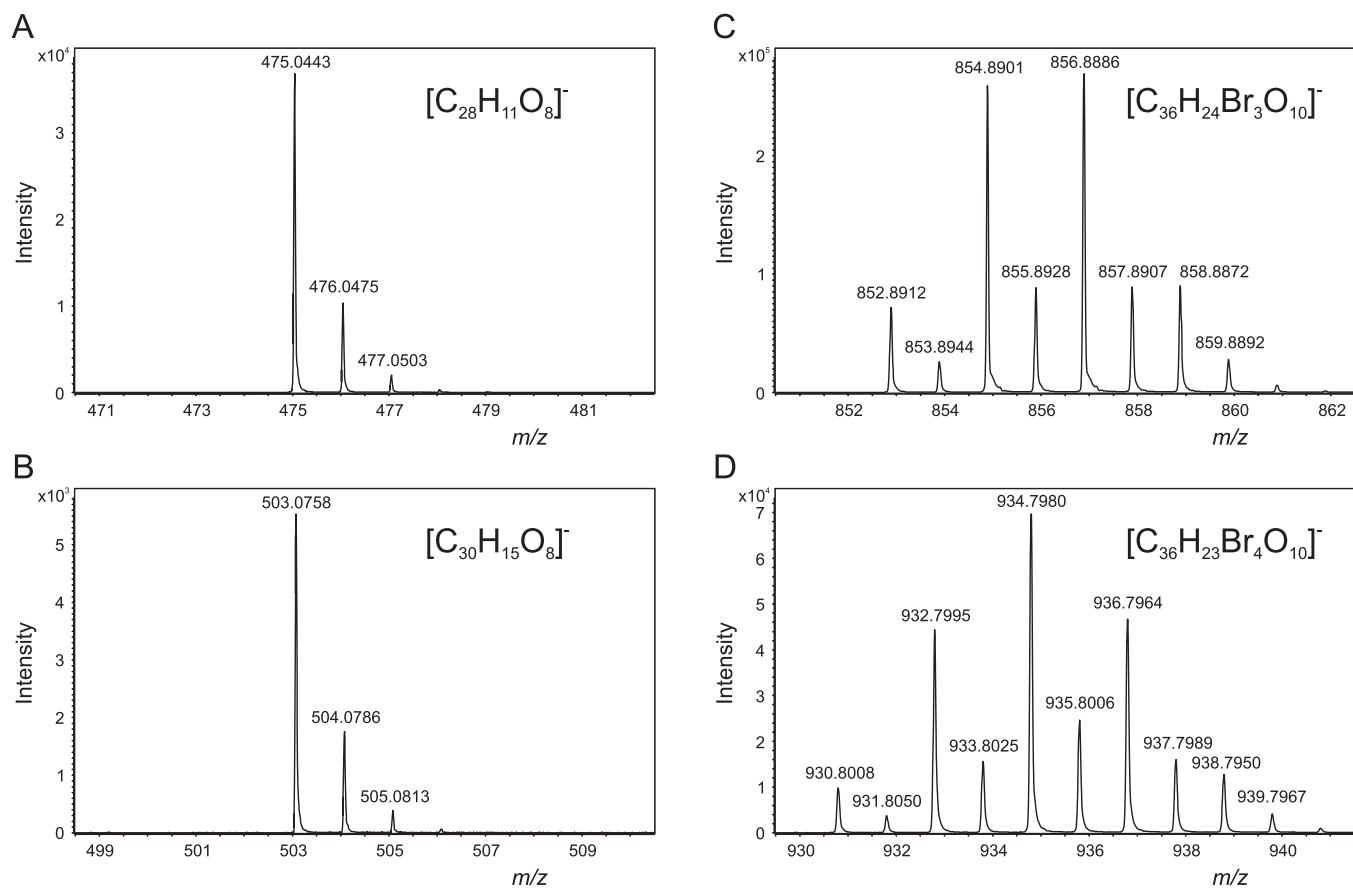 A
x10⁴
475.0443
[C₂₈H₁₁O₈]⁻
3
Intensity
2
476.0475
1
477.0503
0
471 473 475 477 479 481
m/z
B
x10³
503.0758
[C₃₀H₁₅O₈]⁻
5
4
Intensity
3
504.0786
2
1
505.0813
0
499 501 503 505 507 509
m/z
C
x10⁵
854.8901 856.8886
[C₃₆H₂₄Br₃O₁₀]⁻
2
Intensity
855.8928 857.8907 858.8872
1
852.8912
853.8944 859.8892
0
852 854 856 858 860 862
m/z
D
x10⁴
934.7980
7
[C₃₆H₂₃Br₄O₁₀]⁻
6
5
932.7995 936.7964
4
Intensity
3
935.8006
2
933.8025 937.7989
930.8008 938.7950
1
931.8050 939.7967
0
930 932 934 936 938 940
m/z